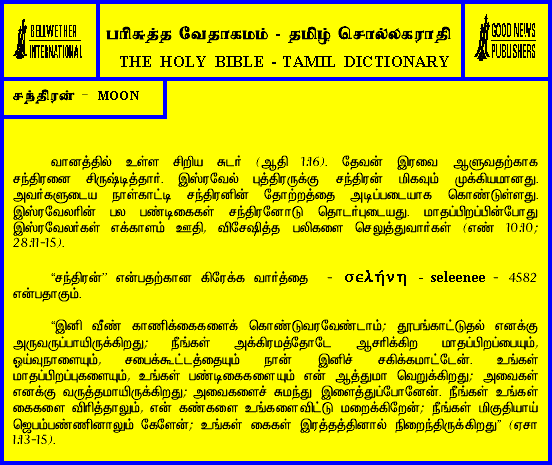 BELLWETHER
INTERNATIONAL
பரிசுத்த வேதாகமம் - தமிழ் சொல்லகராதி
THE HOLY BIBLE - TAMIL DICTIONARY
GOOD NEWS
PUBLISHERS
சந்திரன் - MOON
வானத்தில் உள்ள சிறிய சுடர் (ஆதி 1:16). தேவன் இரவை ஆளுவதற்காக
சந்திரனை சிருஷ்டித்தார். இஸ்ரவேல் புத்திரருக்கு சந்திரன் மிகவும் முக்கியமானது.
அவர்களுடைய நாள்காட்டி சந்திரனின் தோற்றத்தை அடிப்படையாக கொண்டுள்ளது.
இஸ்ரவேலரின் பல பண்டிகைகள் சந்திரனோடு தொடர்புடையது. மாதப்பிறப்பின்போது
இஸ்ரவேலர்கள் எக்காளம் ஊதி, விசேஷித்த பலிகளை செலுத்துவார்கள் (எண் 10:10;
28:11-15).
“சந்திரன்” என்பதற்கான கிரேக்க வார்த்தை - σελήνη - seleenee - 4582
என்பதாகும்.
“இனி வீண் காணிக்கைகளைக் கொண்டுவரவேண்டாம்; தூபங்காட்டுதல் எனக்கு
அருவருப்பாயிருக்கிறது; நீங்கள் அக்கிரமத்தோடே ஆசரிக்கிற மாதப்பிறப்பையும்,
ஓய்வுநாளையும், சபைக்கூட்டத்தையும் நான் இனிச் சகிக்கமாட்டேன். உங்கள்
மாதப்பிறப்புகளையும், உங்கள் பண்டிகைகளையும் என் ஆத்துமா வெறுக்கிறது; அவைகள்
எனக்கு வருத்தமாயிருக்கிறது; அவைகளைச் சுமந்து இளைத்துப்போனேன். நீங்கள் உங்கள்
கைகளை விரித்தாலும், என் கண்களை உங்களைவிட்டு மறைக்கிறேன்; நீங்கள் மிகுதியாய்
ஜெபம்பண்ணினாலும் கேளேன்; உங்கள் கைகள் இரத்தத்தினால் நிறைந்திருக்கிறது” (ஏசா
1:13-15).